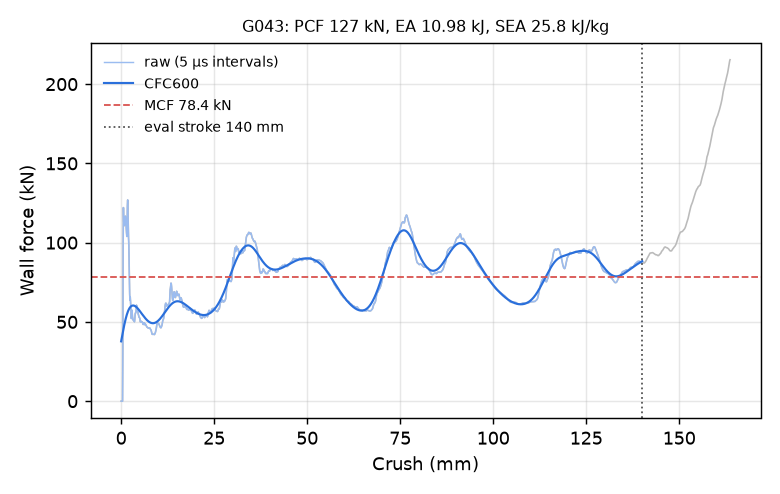 G043: PCF 127 kN, EA 10.98 kJ, SEA 25.8 kJ/kg
raw (5 µs intervals)
CFC600
MCF 78.4 kN
eval stroke 140 mm
Wall force (kN)
200
150
100
50
0
0 25 50 75 100 125 150
Crush (mm)